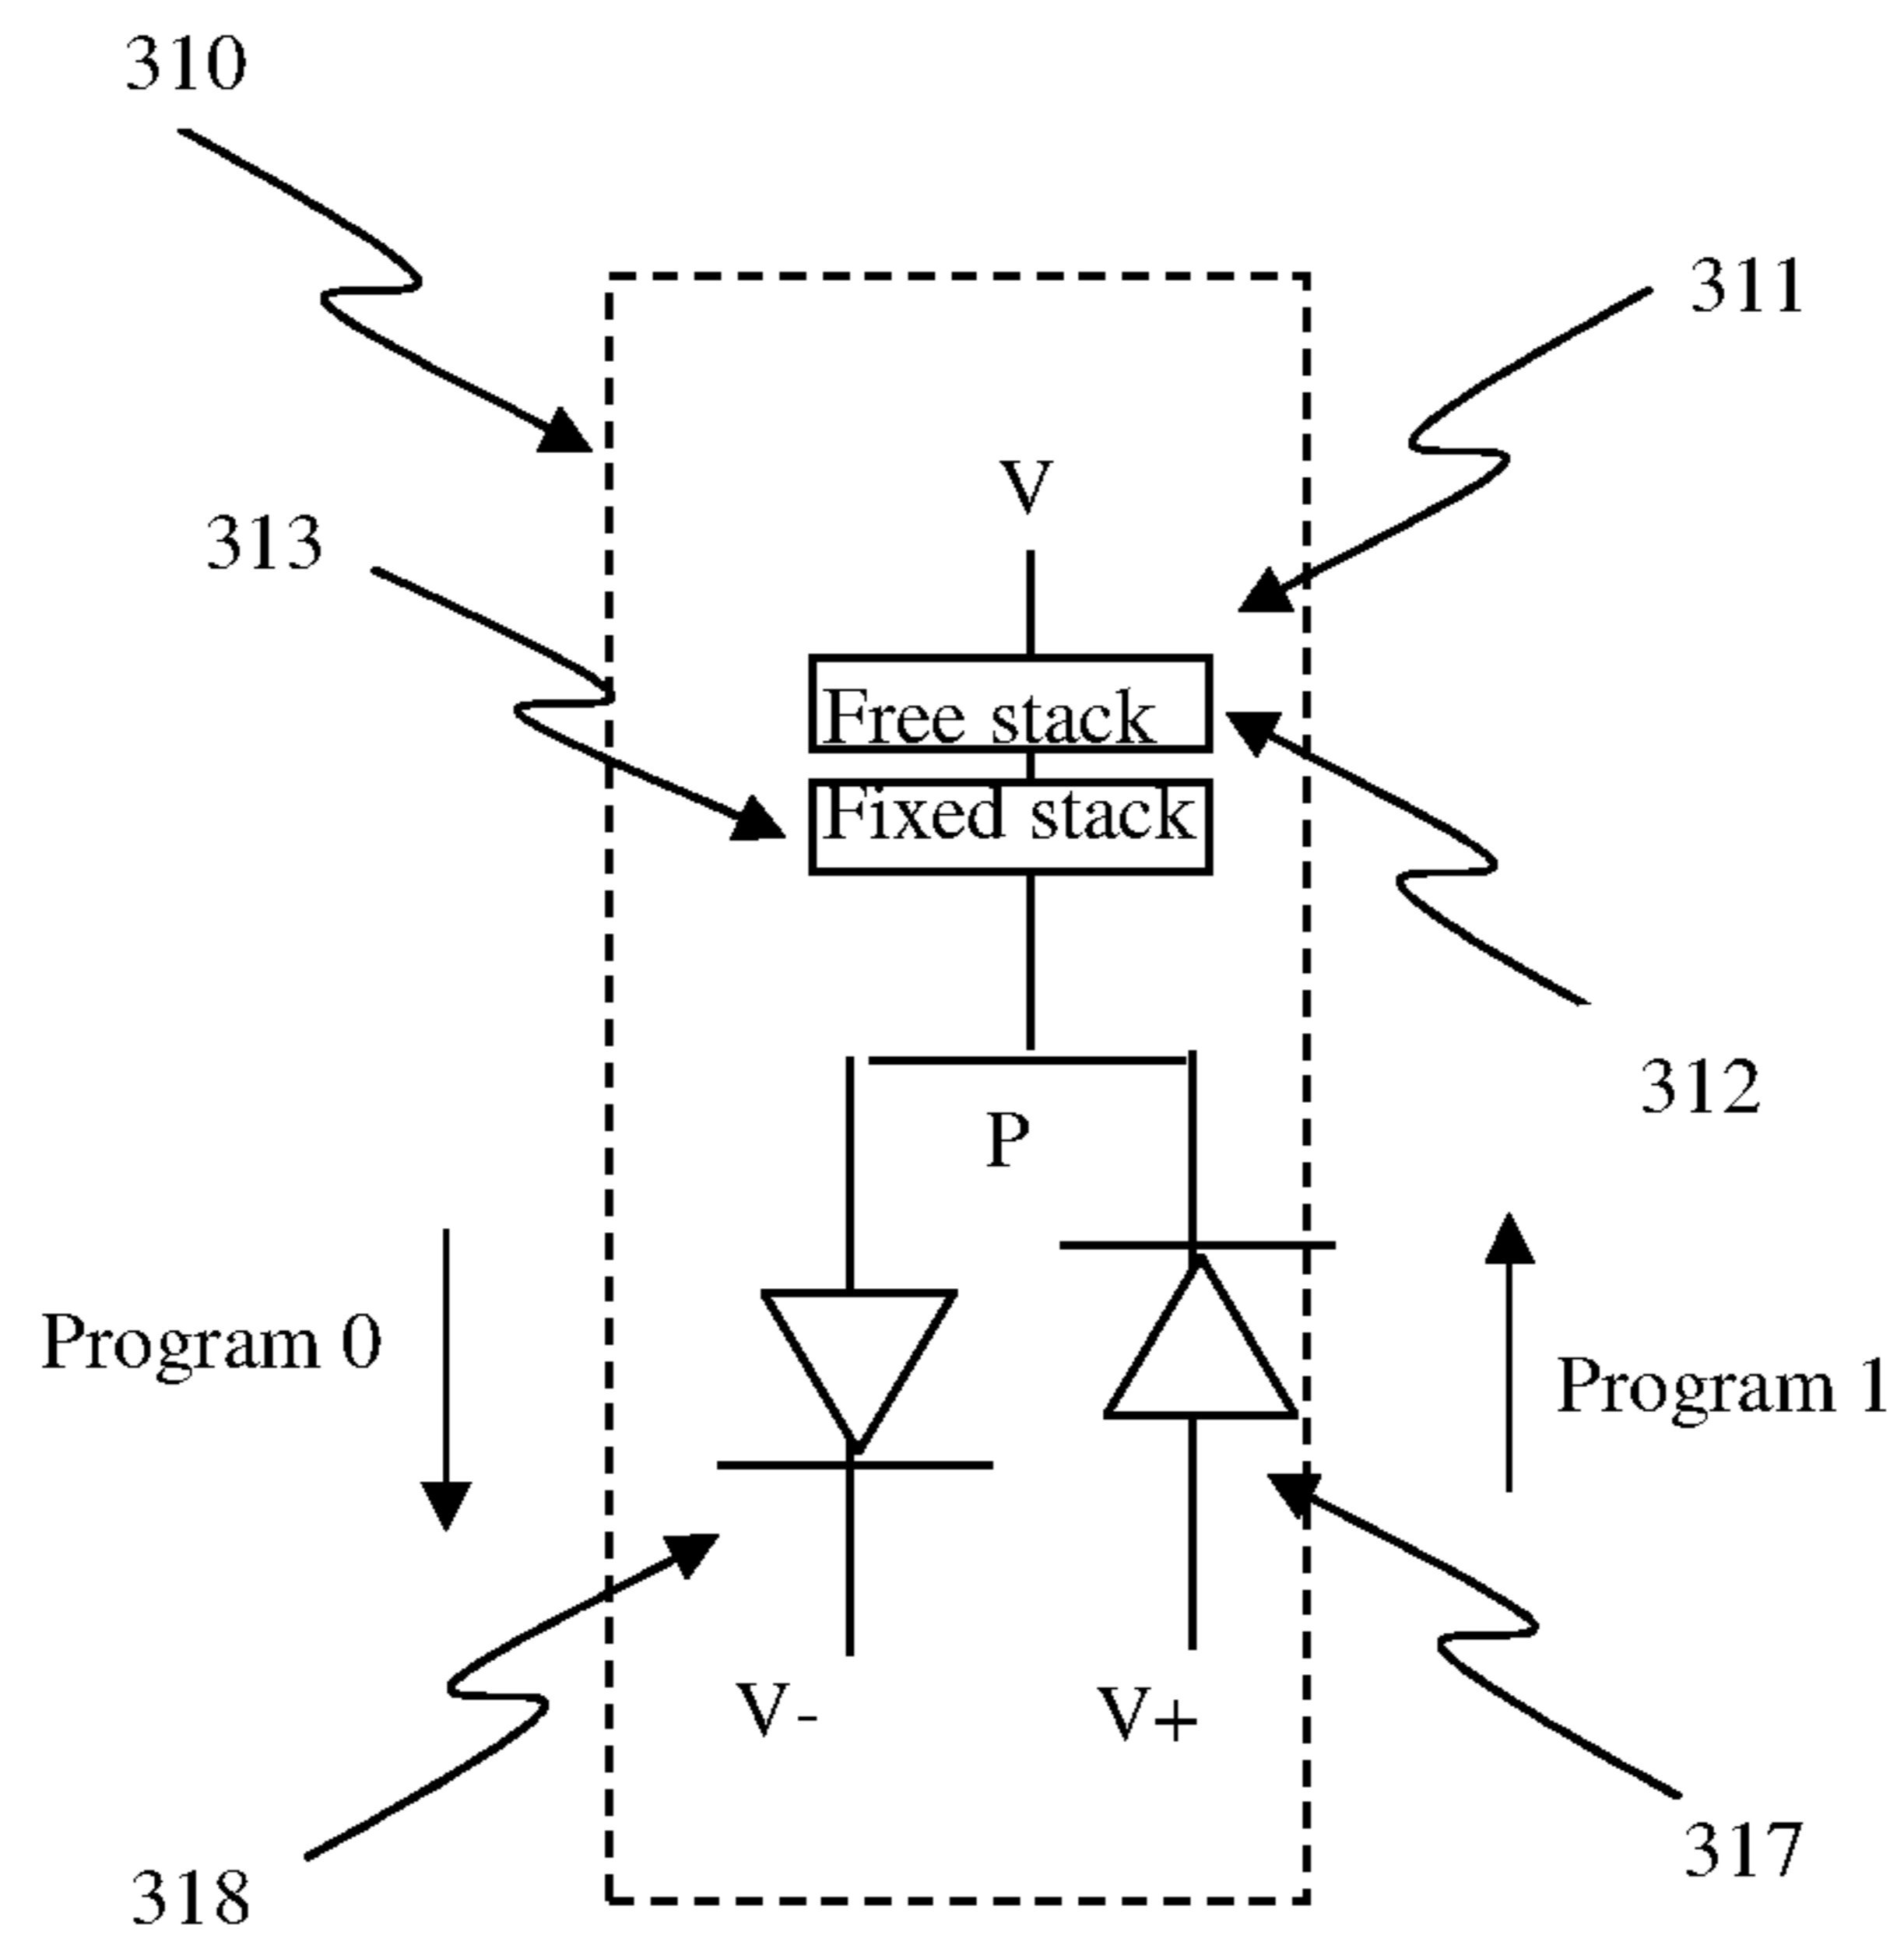 310
311
V
313
Free stack
Fixed stack
312
P
Program 0
Program 1
V-
V+
317
318